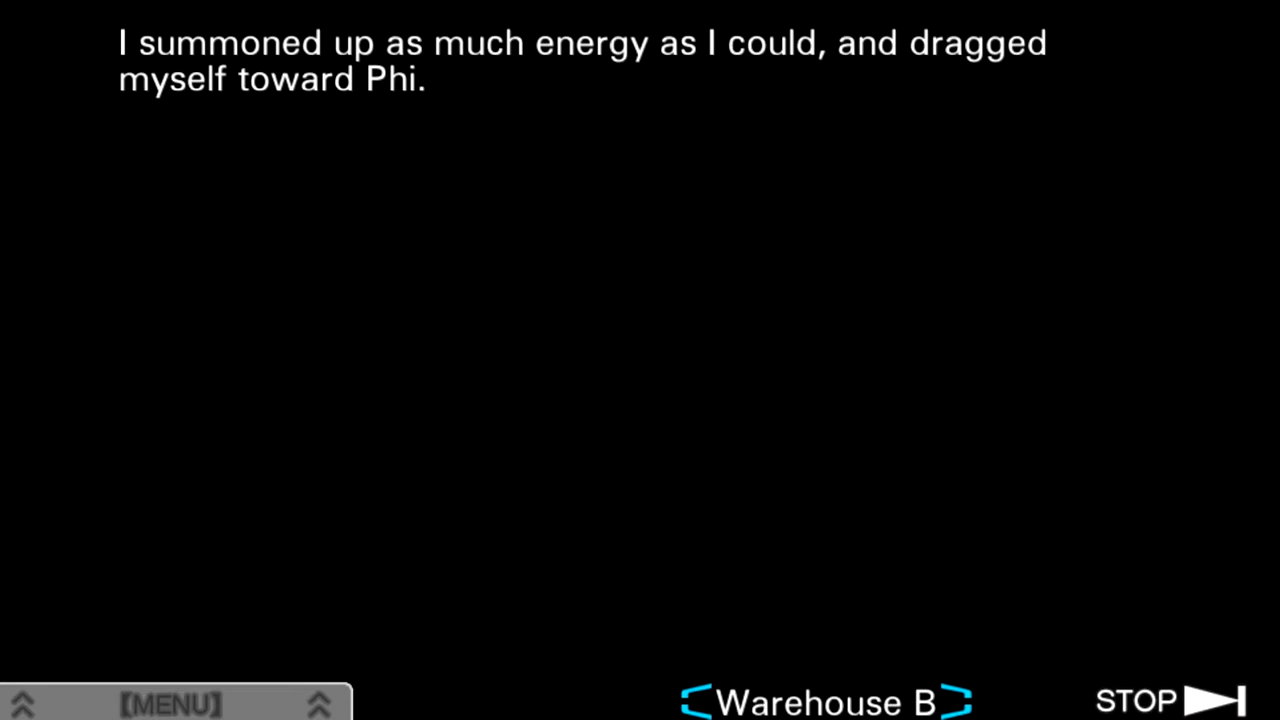 I summoned up as much energy as I could, and dragged
myself toward Phi.
【MENU】
Warehouse B
STOP